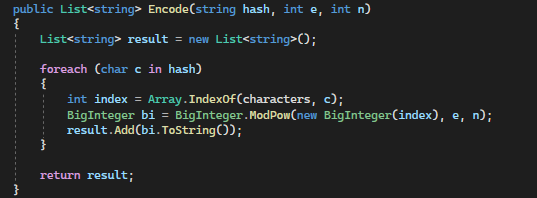 public List<string> Encode(string hash, int e, int n)
{
List<string> result = new List<string>();
foreach (char c in hash)
{
int index = Array.IndexOf(characters, c);
BigInteger bi = BigInteger.ModPow(new BigInteger(index), e, n);
result.Add(bi.ToString());
}
return result;
}